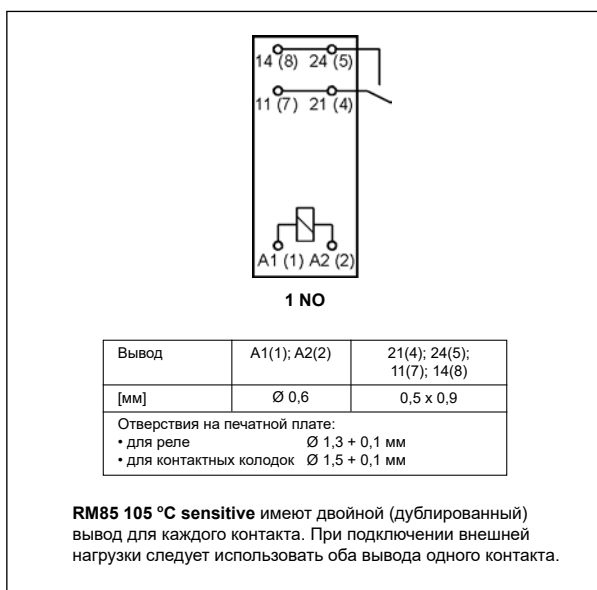 14 (8) 24 (5)
11 (7) 21 (4)
A1 (1) A2 (2)
1 NO
Вывод A1(1); A2(2) 21(4); 24(5);
11(7); 14(8)
[мм] Ø 0,6 0,5 x 0,9
Отверствия на печатной плате:
• для реле Ø 1,3 + 0,1 мм
• для контактных колодок Ø 1,5 + 0,1 мм
RM85 105 ºC sensitive имеют двойной (дублированный)
вывод для каждого контакта. При подключении внешней
нагрузки следует использовать оба вывода одного контакта.